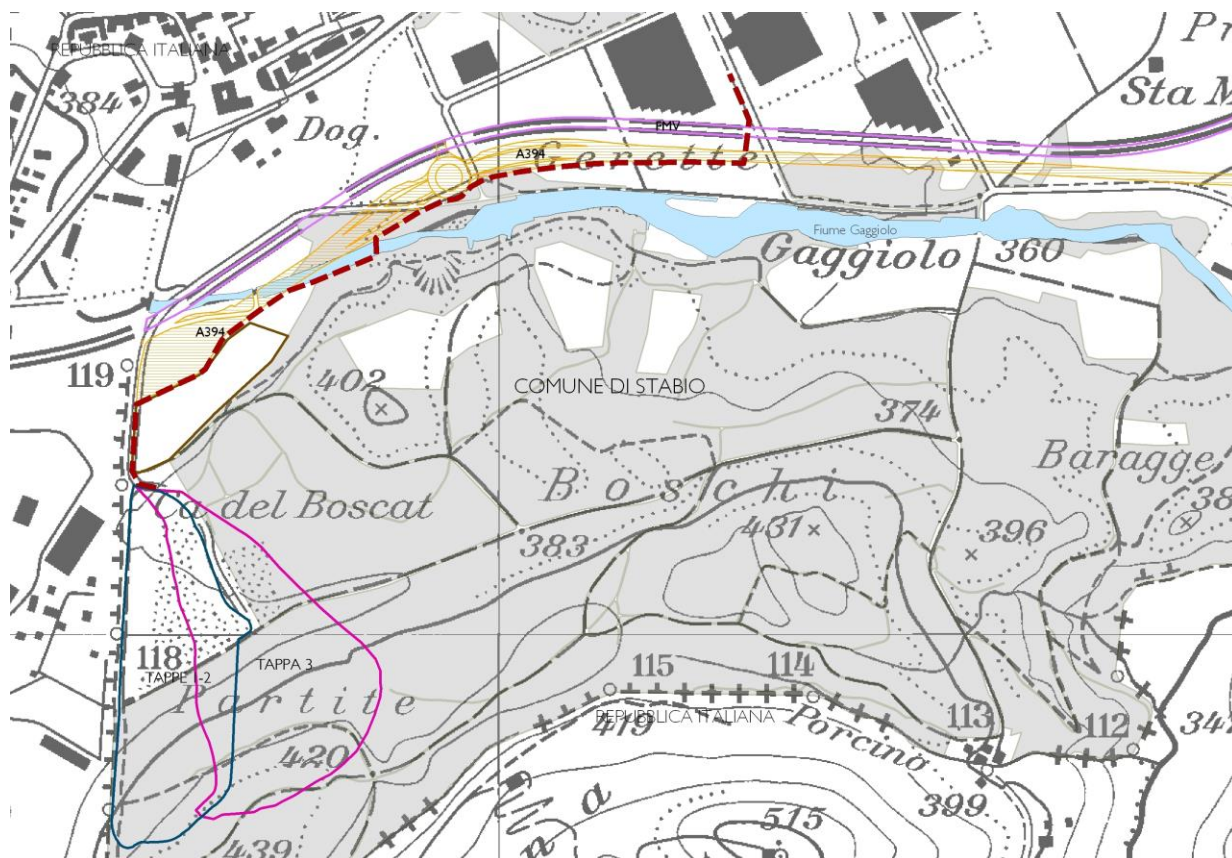 REPUBBLICA ITALIANA
384
Dog.
Sta M
FMV
A394
Gerette
Fiume Gaggiolo
Gaggiolo
360
A394
119
402
COMUNE DI STABIO
374
Baragge
Boschi
Ca del Boscat
431
396
383
118
TAPPA 3
TAPPE 1-2
Partite
115
114
REPUBBLICA ITALIANA
419
Porcino
113
112
420
399
439
515